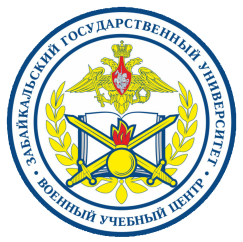 ЗАБАЙКАЛЬСКИЙ ГОСУДАРСТВЕННЫЙ УНИВЕРСИТЕТ
ВОЕННЫЙ УЧЕБНЫЙ ЦЕНТР